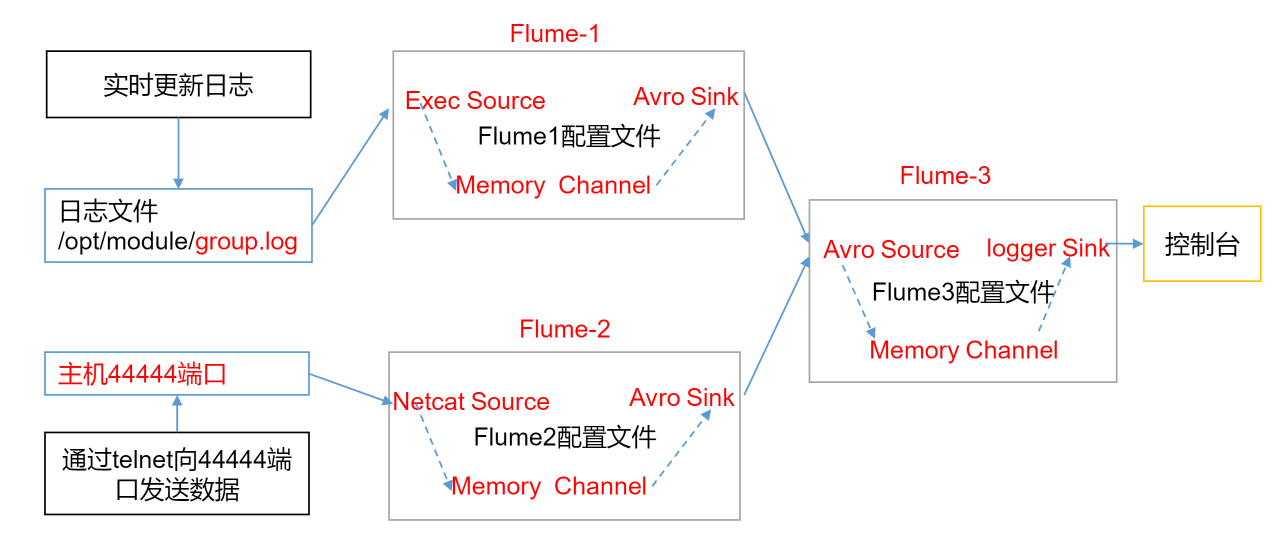 Flume-1
实时更新日志
Exec Source
Avro Sink
Flume1配置文件
Memory Channel
日志文件
/opt/module/group.log
Flume-3
Avro Source
logger Sink
Flume3配置文件
Memory Channel
控制台
Flume-2
主机44444端口
Netcat Source
Avro Sink
Flume2配置文件
Memory Channel
通过telnet向44444端
口发送数据